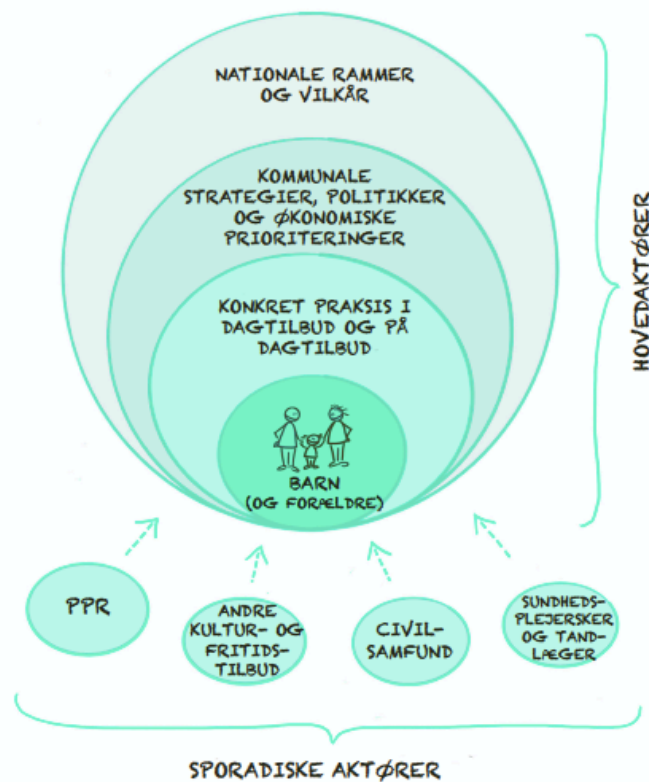 NATIONALE RAMMER
OG VILKÅR
KOMMUNALE
STRATEGIER, POLITIKKER
OG ØKONOMISKE
PRIORITERINGER
KONKRET PRAKSIS I
DAGTILBUD OG PÅ
DAGTILBUD
BARN
(OG FORÆLDRE)
HOVEDAKTØRER
PPR
ANDRE
KULTUR- OG
FRITIDS-
TILBUD
CIVIL-
SAMFUND
SUNDHEDS-
PLEJERSKER
OG TAND-
LÆGER
SPORADISKE AKTØRER